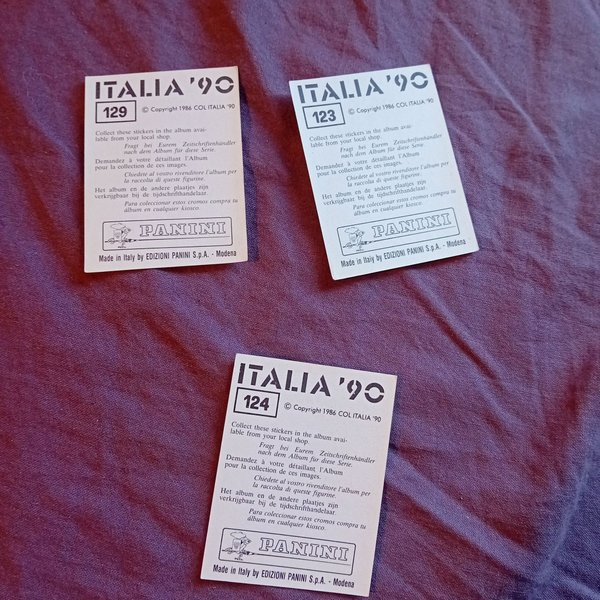 ITALIA '90
129
© Copyright 1986 COL ITALIA '90
Collect these stickers in the album avai-
lable from your local shop.
Fragt bei Eurem Zeitschriftenhändler
nach dem Album für diese Serie.
Demandez à votre détaillant l'Album
pour la collection de ces images.
Chiedete al vostro rivenditore l'album per
la raccolta di queste figurine.
Het album en de andere plaatjes zijn
verkrijgbaar bij de tijdschrifthandelaar.
Para coleccionar estos cromos compra tu
álbum en cualquier kiosco.
PANINI
Made in Italy by EDIZIONI PANINI S.p.A. - Modena
ITALIA '90
123
© Copyright 1986 COL ITALIA '90
Collect these stickers in the album avai-
lable from your local shop.
Fragt bei Eurem Zeitschriftenhändler
nach dem Album für diese Serie.
Demandez à votre détaillant l'Album
pour la collection de ces images.
Chiedete al vostro rivenditore l'album per
la raccolta di queste figurine.
Het album en de andere plaatjes zijn
verkrijgbaar bij de tijdschrifthandelaar.
Para coleccionar estos cromos compra tu
álbum en cualquier kiosco.
PANINI
Made in Italy by EDIZIONI PANINI S.p.A. - Modena
ITALIA '90
124
© Copyright 1986 COL ITALIA '90
Collect these stickers in the album avai-
lable from your local shop.
Fragt bei Eurem Zeitschriftenhändler
nach dem Album für diese Serie.
Demandez à votre détaillant l'Album
pour la collection de ces images.
Chiedete al vostro rivenditore l'album per
la raccolta di queste figurine.
Het album en de andere plaatjes zijn
verkrijgbaar bij de tijdschrifthandelaar.
Para coleccionar estos cromos compra tu
álbum en cualquier kiosco.
PANINI
Made in Italy by EDIZIONI PANINI S.p.A. - Modena